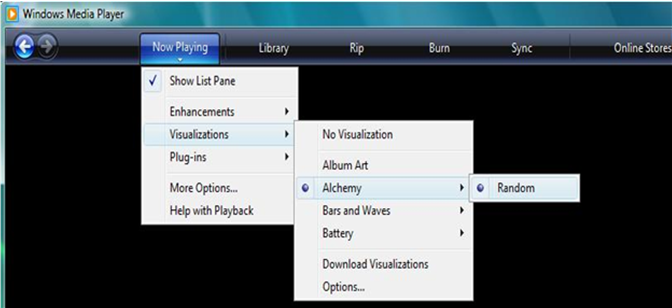 Windows Media Player
Now Playing Library Rip Burn Sync Online Stores
Show List Pane
Enhancements
Visualizations
Plug-ins
More Options...
Help with Playback
No Visualization
Album Art
Alchemy
Bars and Waves
Battery
Download Visualizations
Options...
Random